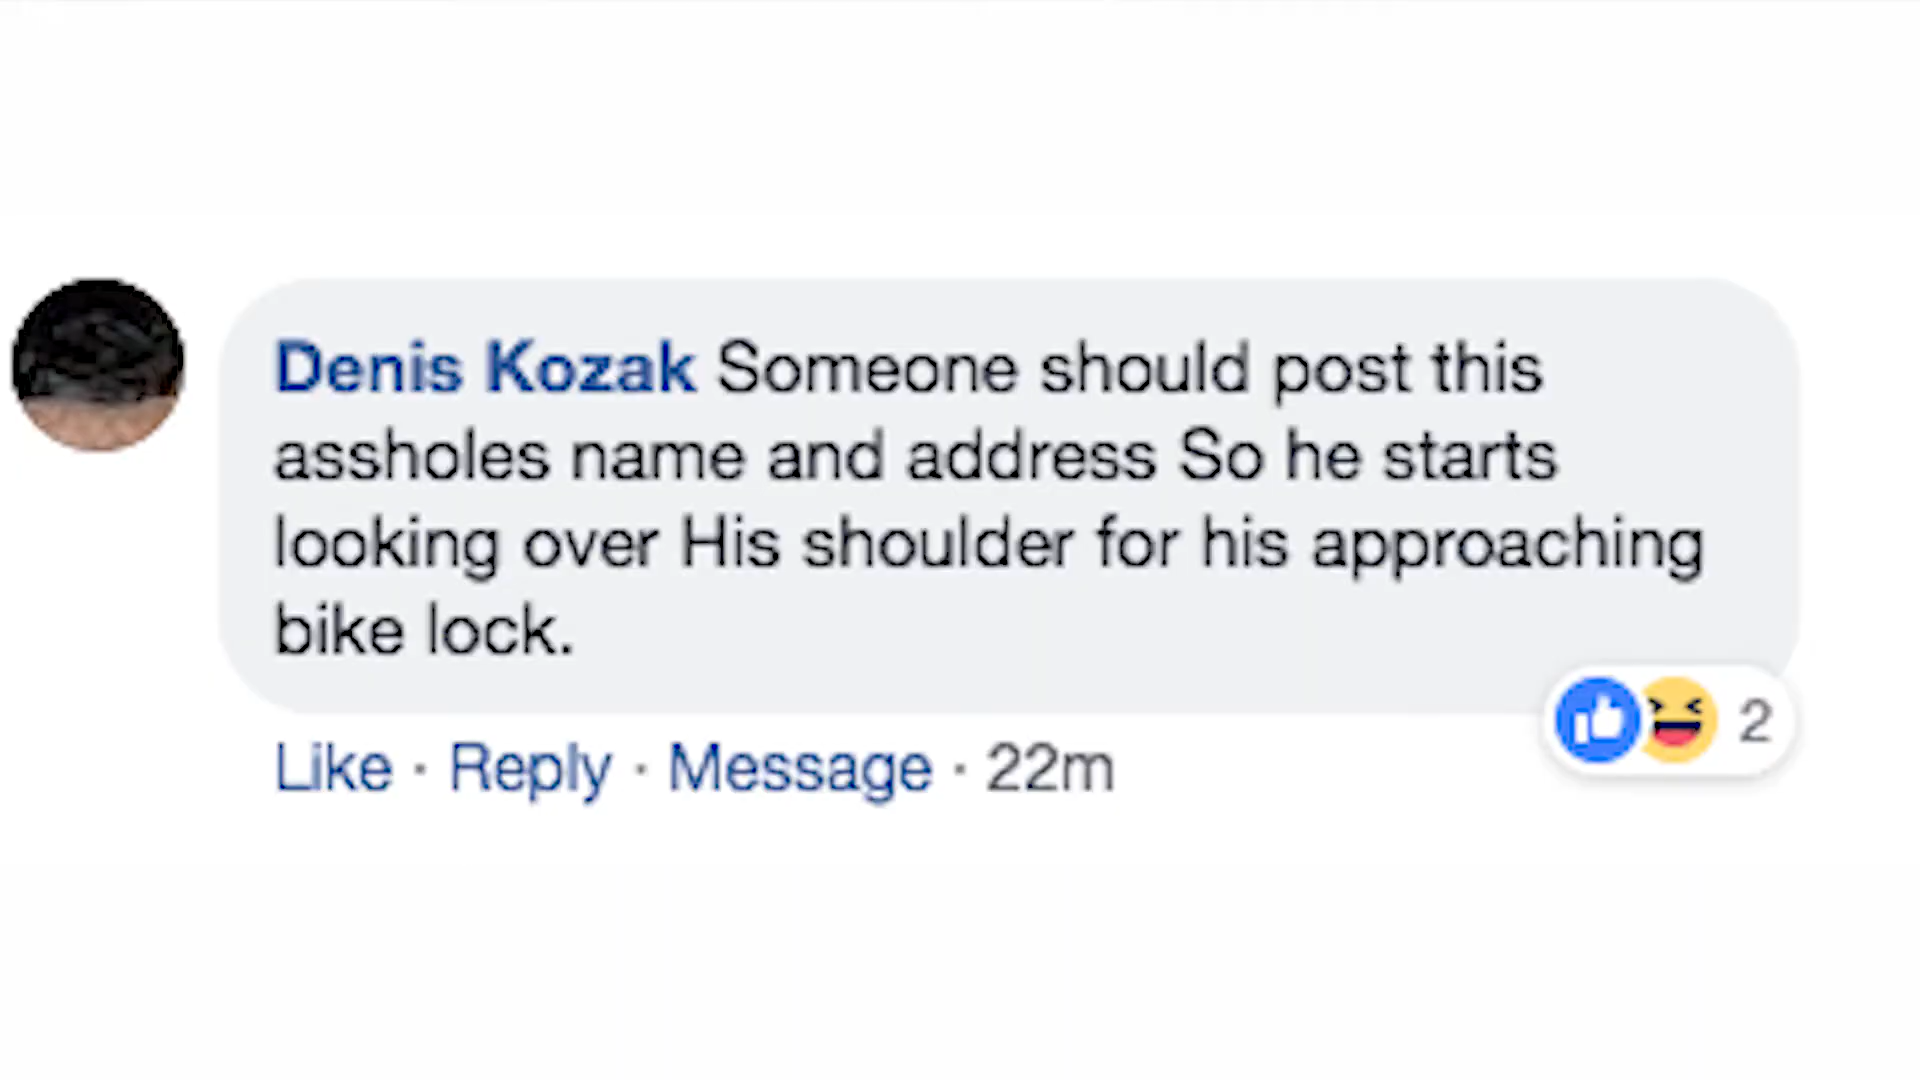 Denis Kozak Someone should post this
assholes name and address So he starts
looking over His shoulder for his approaching
bike lock.
2
Like · Reply · Message · 22m